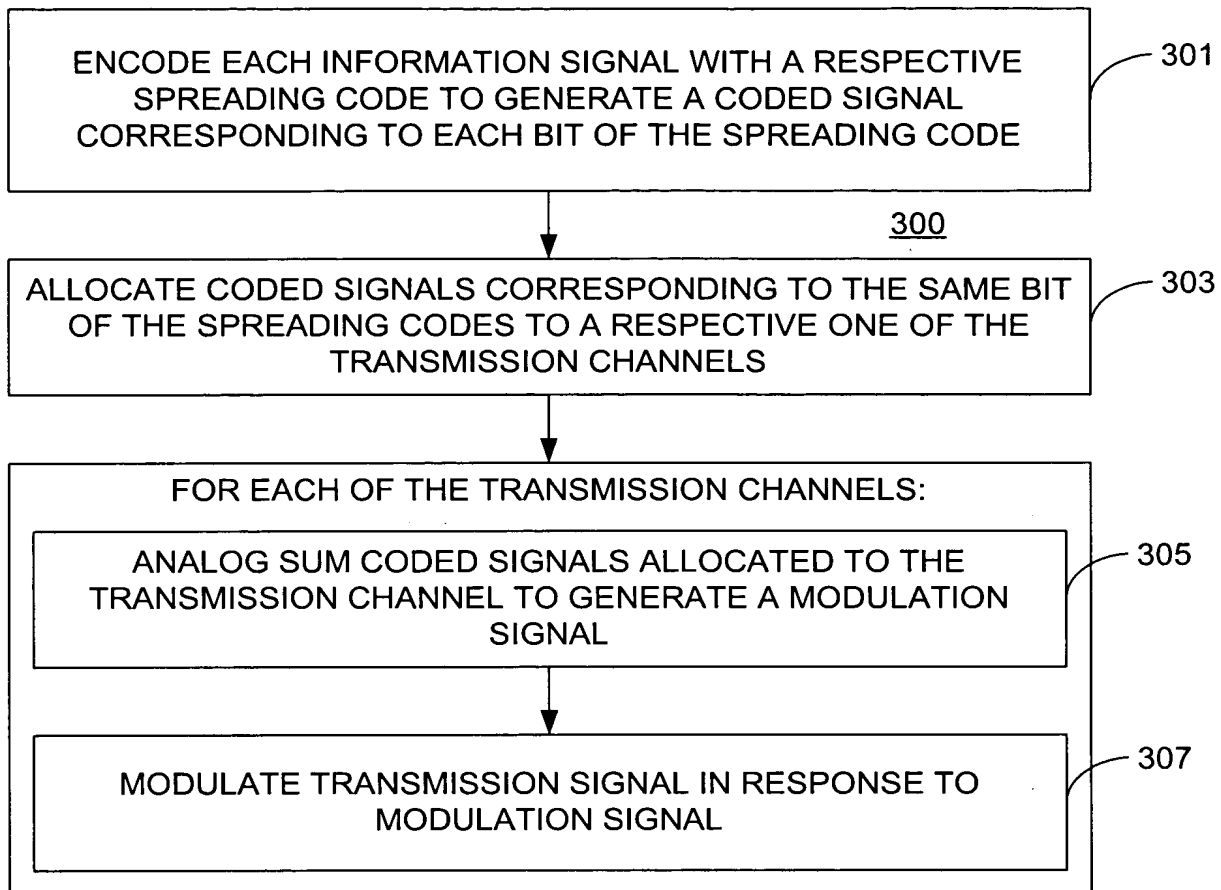 ENCODE EACH INFORMATION SIGNAL WITH A RESPECTIVE
SPREADING CODE TO GENERATE A CODED SIGNAL
CORRESPONDING TO EACH BIT OF THE SPREADING CODE
301
300
ALLOCATE CODED SIGNALS CORRESPONDING TO THE SAME BIT
OF THE SPREADING CODES TO A RESPECTIVE ONE OF THE
TRANSMISSION CHANNELS
303
FOR EACH OF THE TRANSMISSION CHANNELS:
ANALOG SUM CODED SIGNALS ALLOCATED TO THE
TRANSMISSION CHANNEL TO GENERATE A MODULATION
SIGNAL
305
MODULATE TRANSMISSION SIGNAL IN RESPONSE TO
MODULATION SIGNAL
307